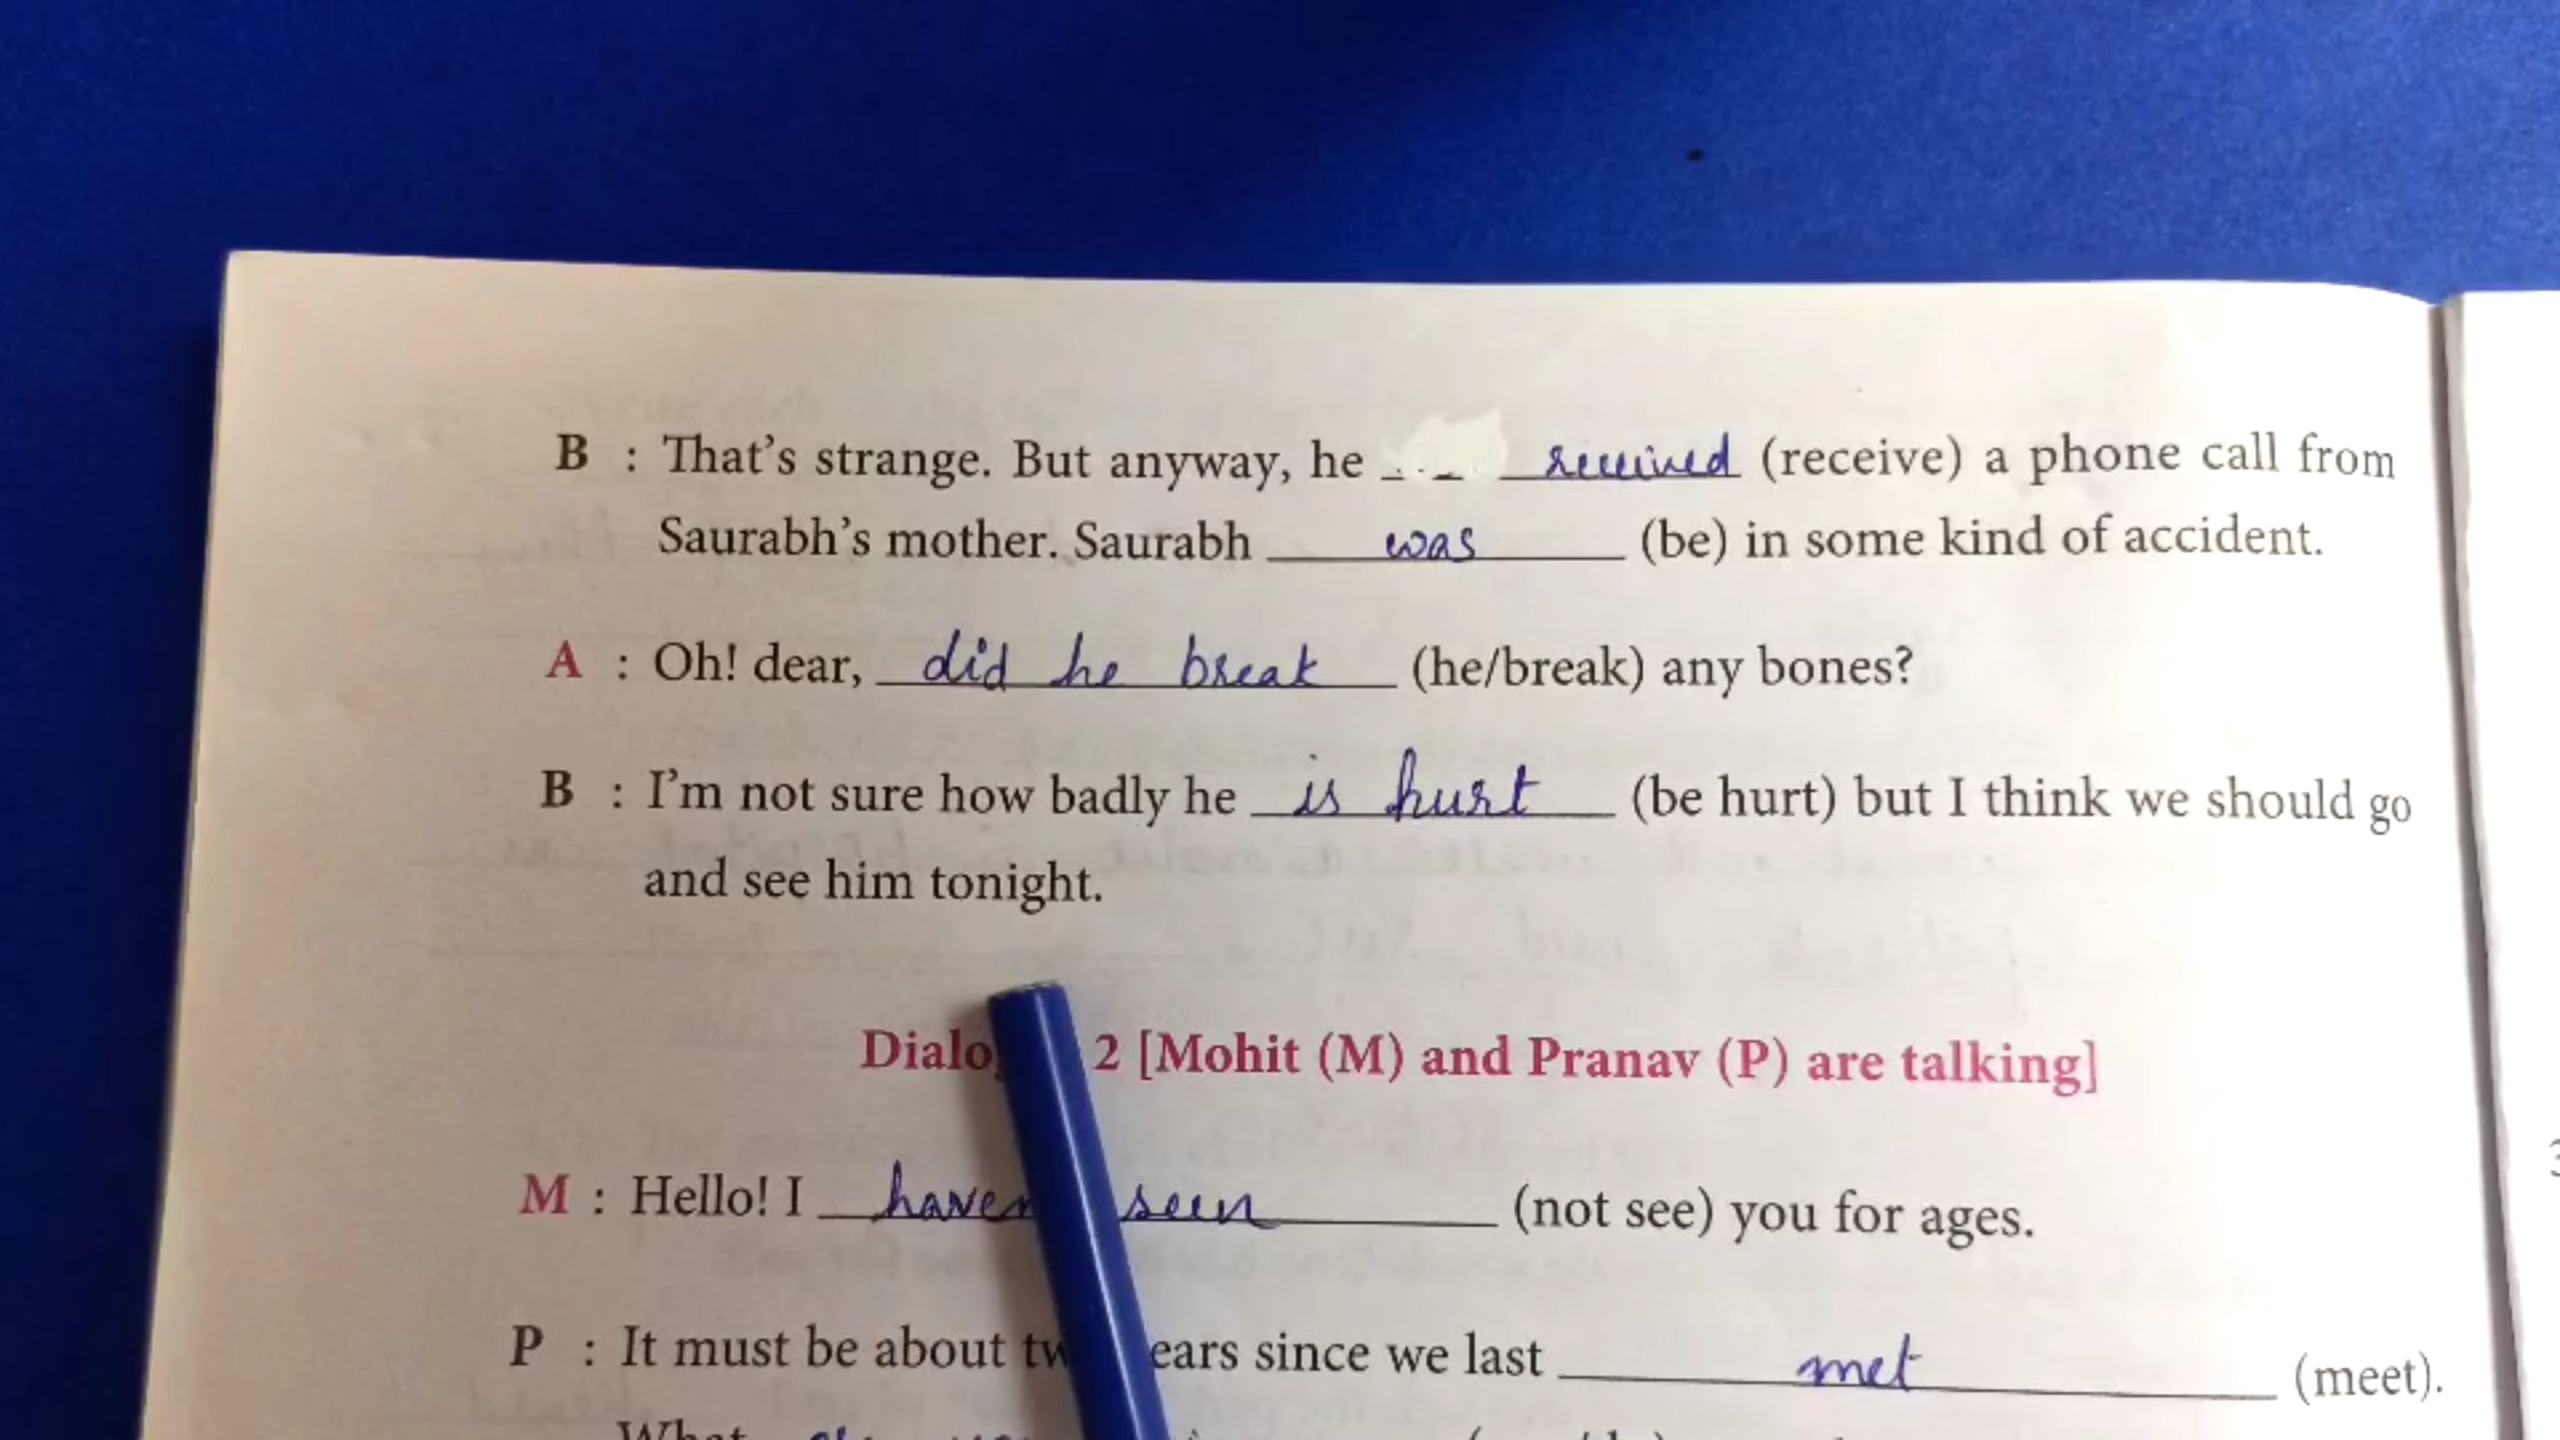 B : That's strange. But anyway, he received (receive) a phone call from
Saurabh's mother. Saurabh was (be) in some kind of accident.
A : Oh! dear, did he break (he/break) any bones?
B : I'm not sure how badly he is hurt (be hurt) but I think we should go
and see him tonight.
2 [Mohit (M) and Pranav (P) are talking]
M : Hello! I seen (not see) you for ages.
P : It must be about since we last met (meet).
What